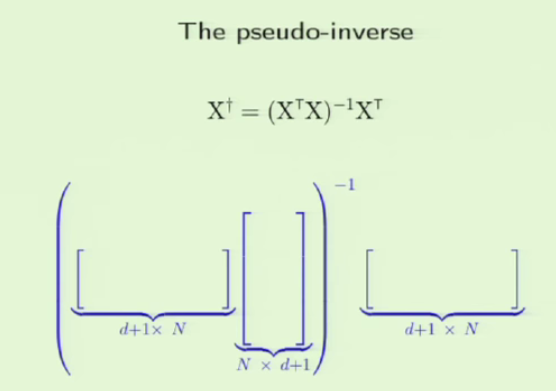 The pseudo-inverse
X† = (XᵀX)⁻¹Xᵀ
−1
d+1× N
N × d+1
d+1 × N